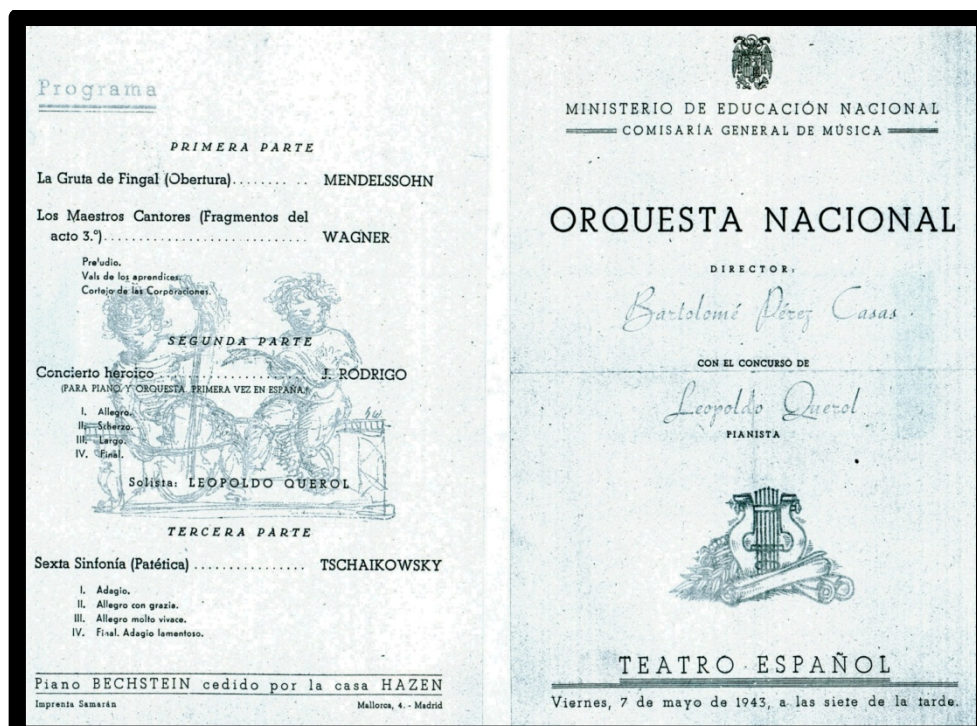 Programa
PRIMERA PARTE
La Gruta de Fingal (Obertura)........ .. MENDELSSOHN
Los Maestros Cantores (Fragmentos del
acto 3.º)............................. WAGNER
Preludio.
Vals de los aprendices.
Cortejo de las Corporaciones.
SEGUNDA PARTE
Concierto heroico ..................... J. RODRIGO
(PARA PIANO Y ORQUESTA. PRIMERA VEZ EN ESPAÑA.)
I. Allegro.
II. Scherzo.
III. Largo.
IV. Final.
Solista: LEOPOLDO QUEROL
TERCERA PARTE
Sexta Sinfonía (Patética) ................ TSCHAIKOWSKY
I. Adagio.
II. Allegro con grazia.
III. Allegro molto vivace.
IV. Final. Adagio lamentoso.
Piano BECHSTEIN cedido por la casa HAZEN
Imprenta Samarán Mallorca, 4. - Madrid
MINISTERIO DE EDUCACIÓN NACIONAL
COMISARÍA GENERAL DE MÚSICA
ORQUESTA NACIONAL
DIRECTOR:
Bartolomé Pérez Casas
CON EL CONCURSO DE
Leopoldo Querol
PIANISTA
TEATRO ESPAÑOL
Viernes, 7 de mayo de 1943, a las siete de la tarde.